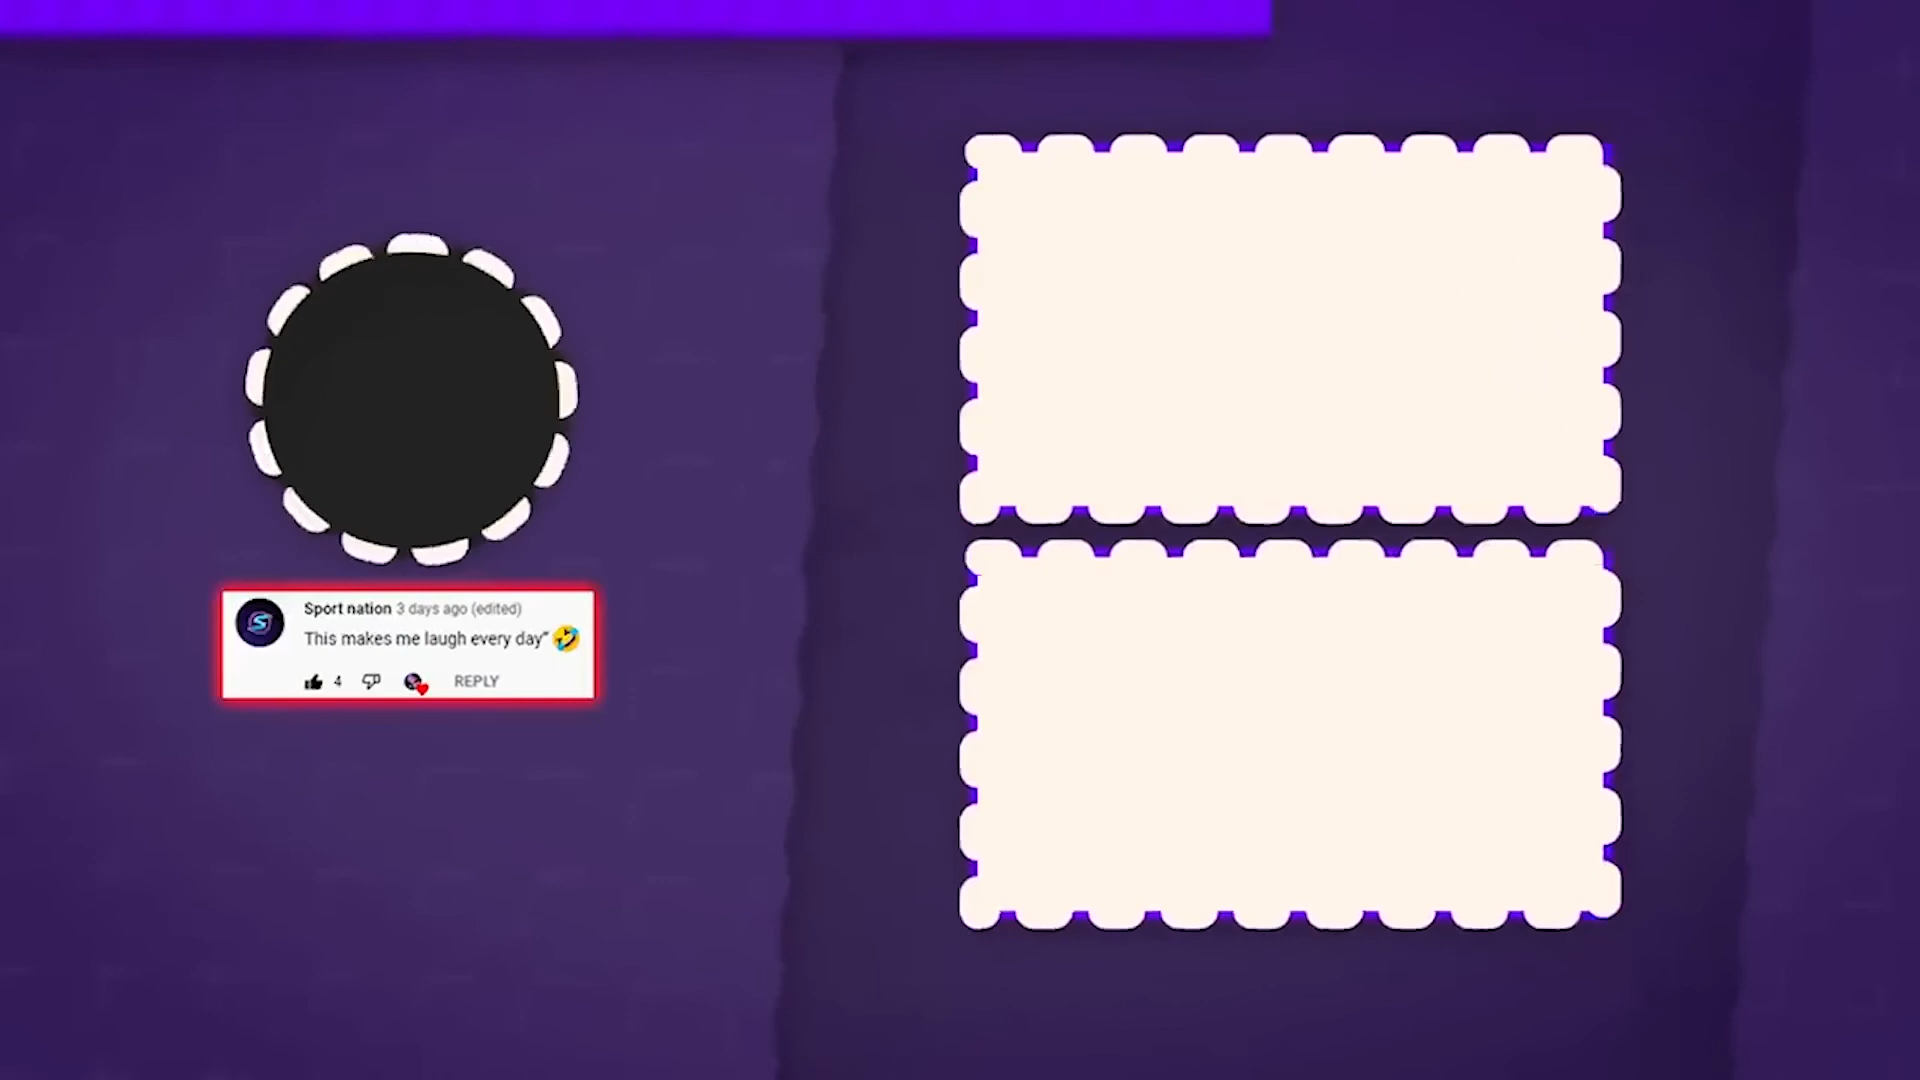 Sport nation 3 days ago (edited)
This makes me laugh every day" 🤣
4 REPLY